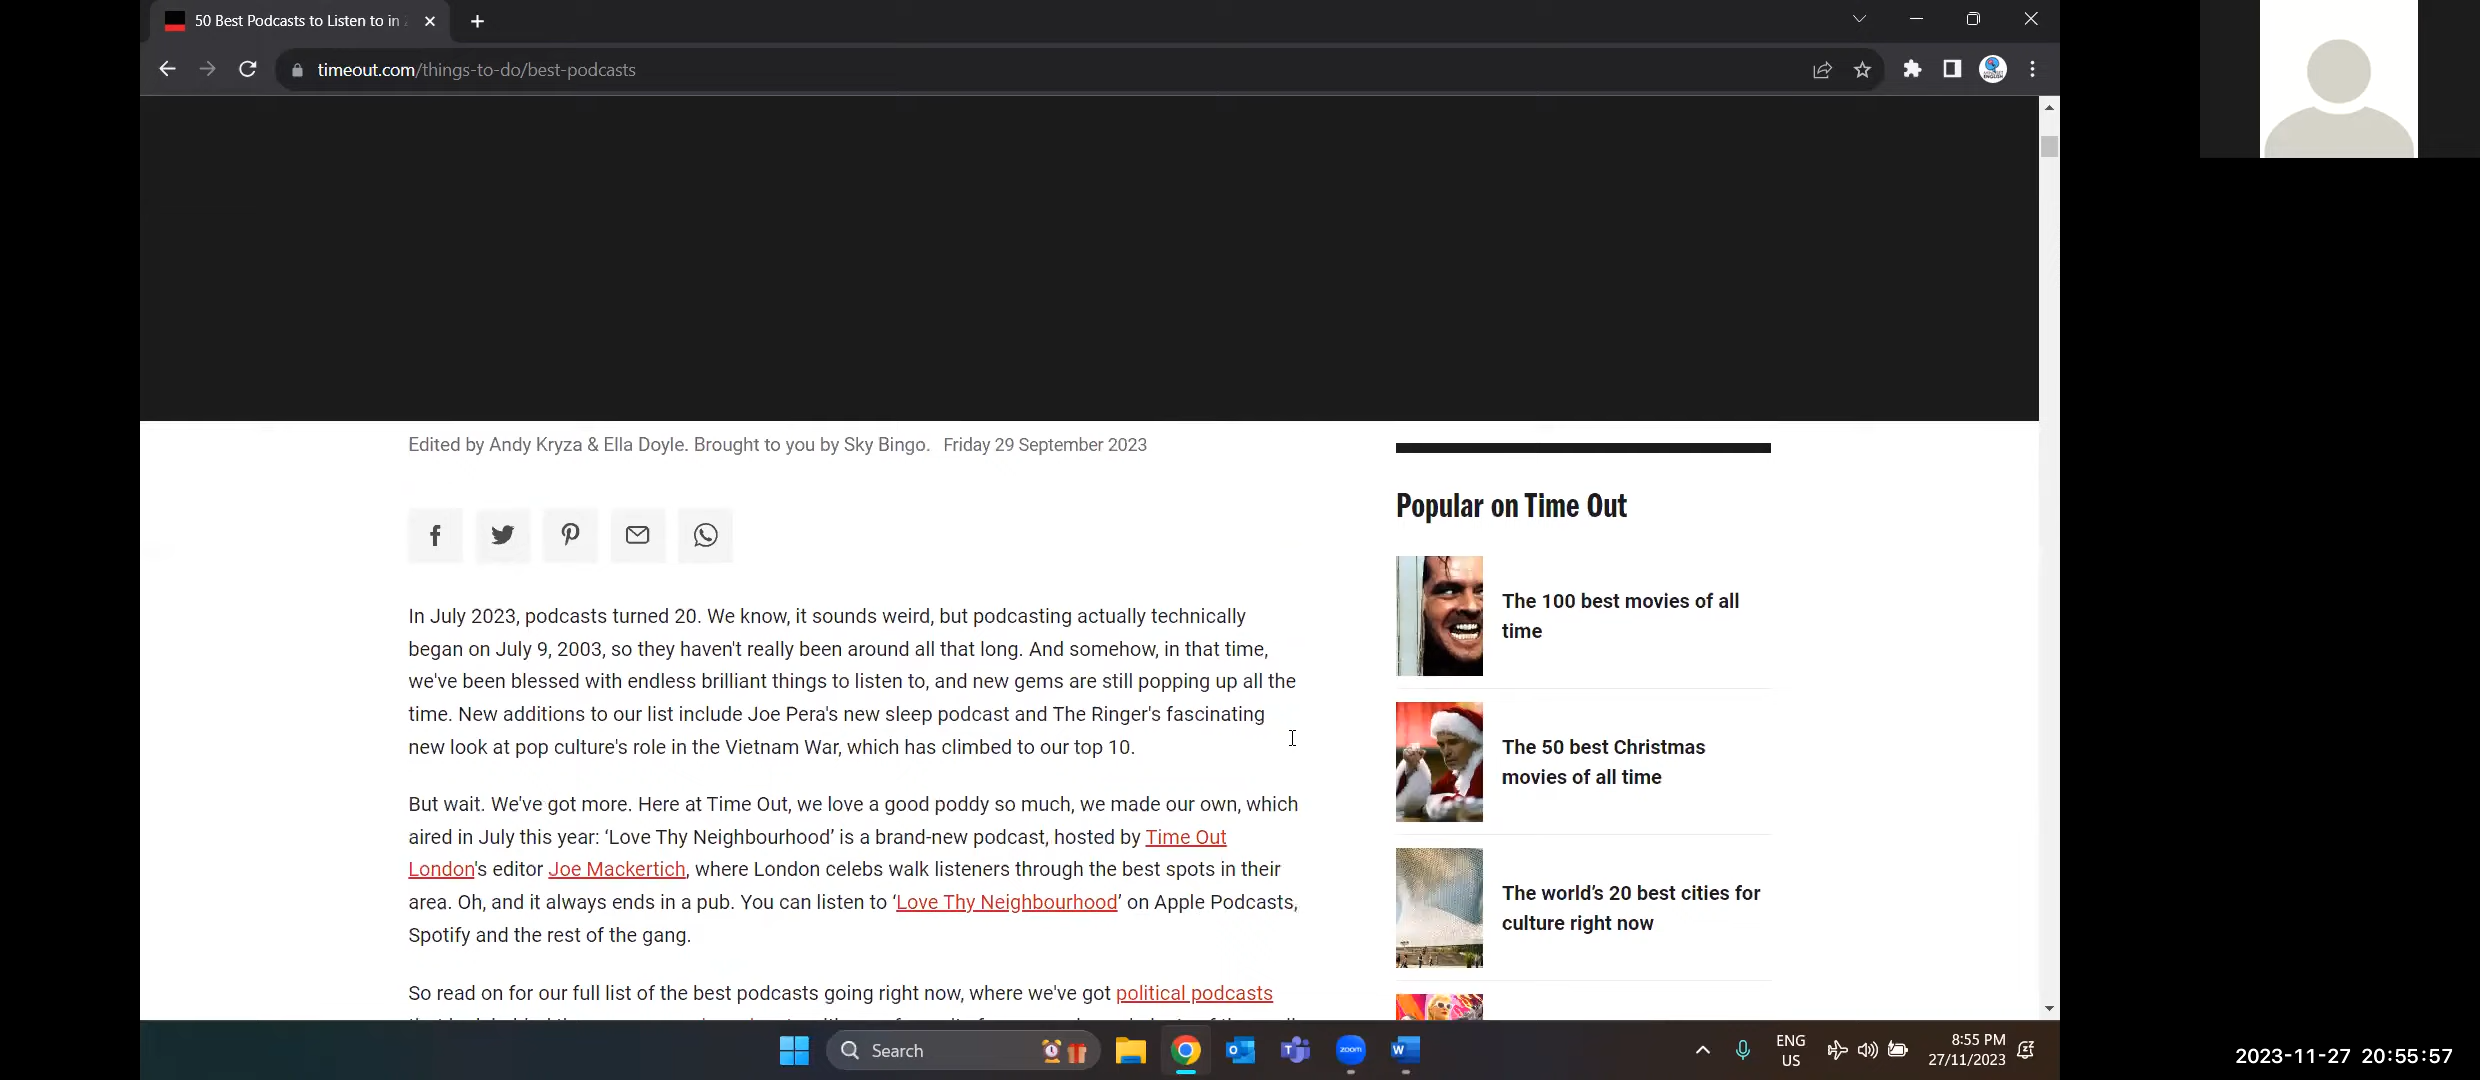 50 Best Podcasts to Listen to in
timeout.com/things-to-do/best-podcasts
Edited by Andy Kryza & Ella Doyle. Brought to you by Sky Bingo. Friday 29 September 2023
In July 2023, podcasts turned 20. We know, it sounds weird, but podcasting actually technically
began on July 9, 2003, so they haven't really been around all that long. And somehow, in that time,
we've been blessed with endless brilliant things to listen to, and new gems are still popping up all the
time. New additions to our list include Joe Pera's new sleep podcast and The Ringer's fascinating
new look at pop culture's role in the Vietnam War, which has climbed to our top 10.
But wait. We've got more. Here at Time Out, we love a good poddy so much, we made our own, which
aired in July this year: ‘Love Thy Neighbourhood’ is a brand-new podcast, hosted by Time Out
London's editor Joe Mackertich, where London celebs walk listeners through the best spots in their
area. Oh, and it always ends in a pub. You can listen to ‘Love Thy Neighbourhood’ on Apple Podcasts,
Spotify and the rest of the gang.
So read on for our full list of the best podcasts going right now, where we've got political podcasts
Popular on Time Out
The 100 best movies of all
time
The 50 best Christmas
movies of all time
The world’s 20 best cities for
culture right now
Search
zoom
ENG
US
8:55 PM
27/11/2023
2023-11-27 20:55:57